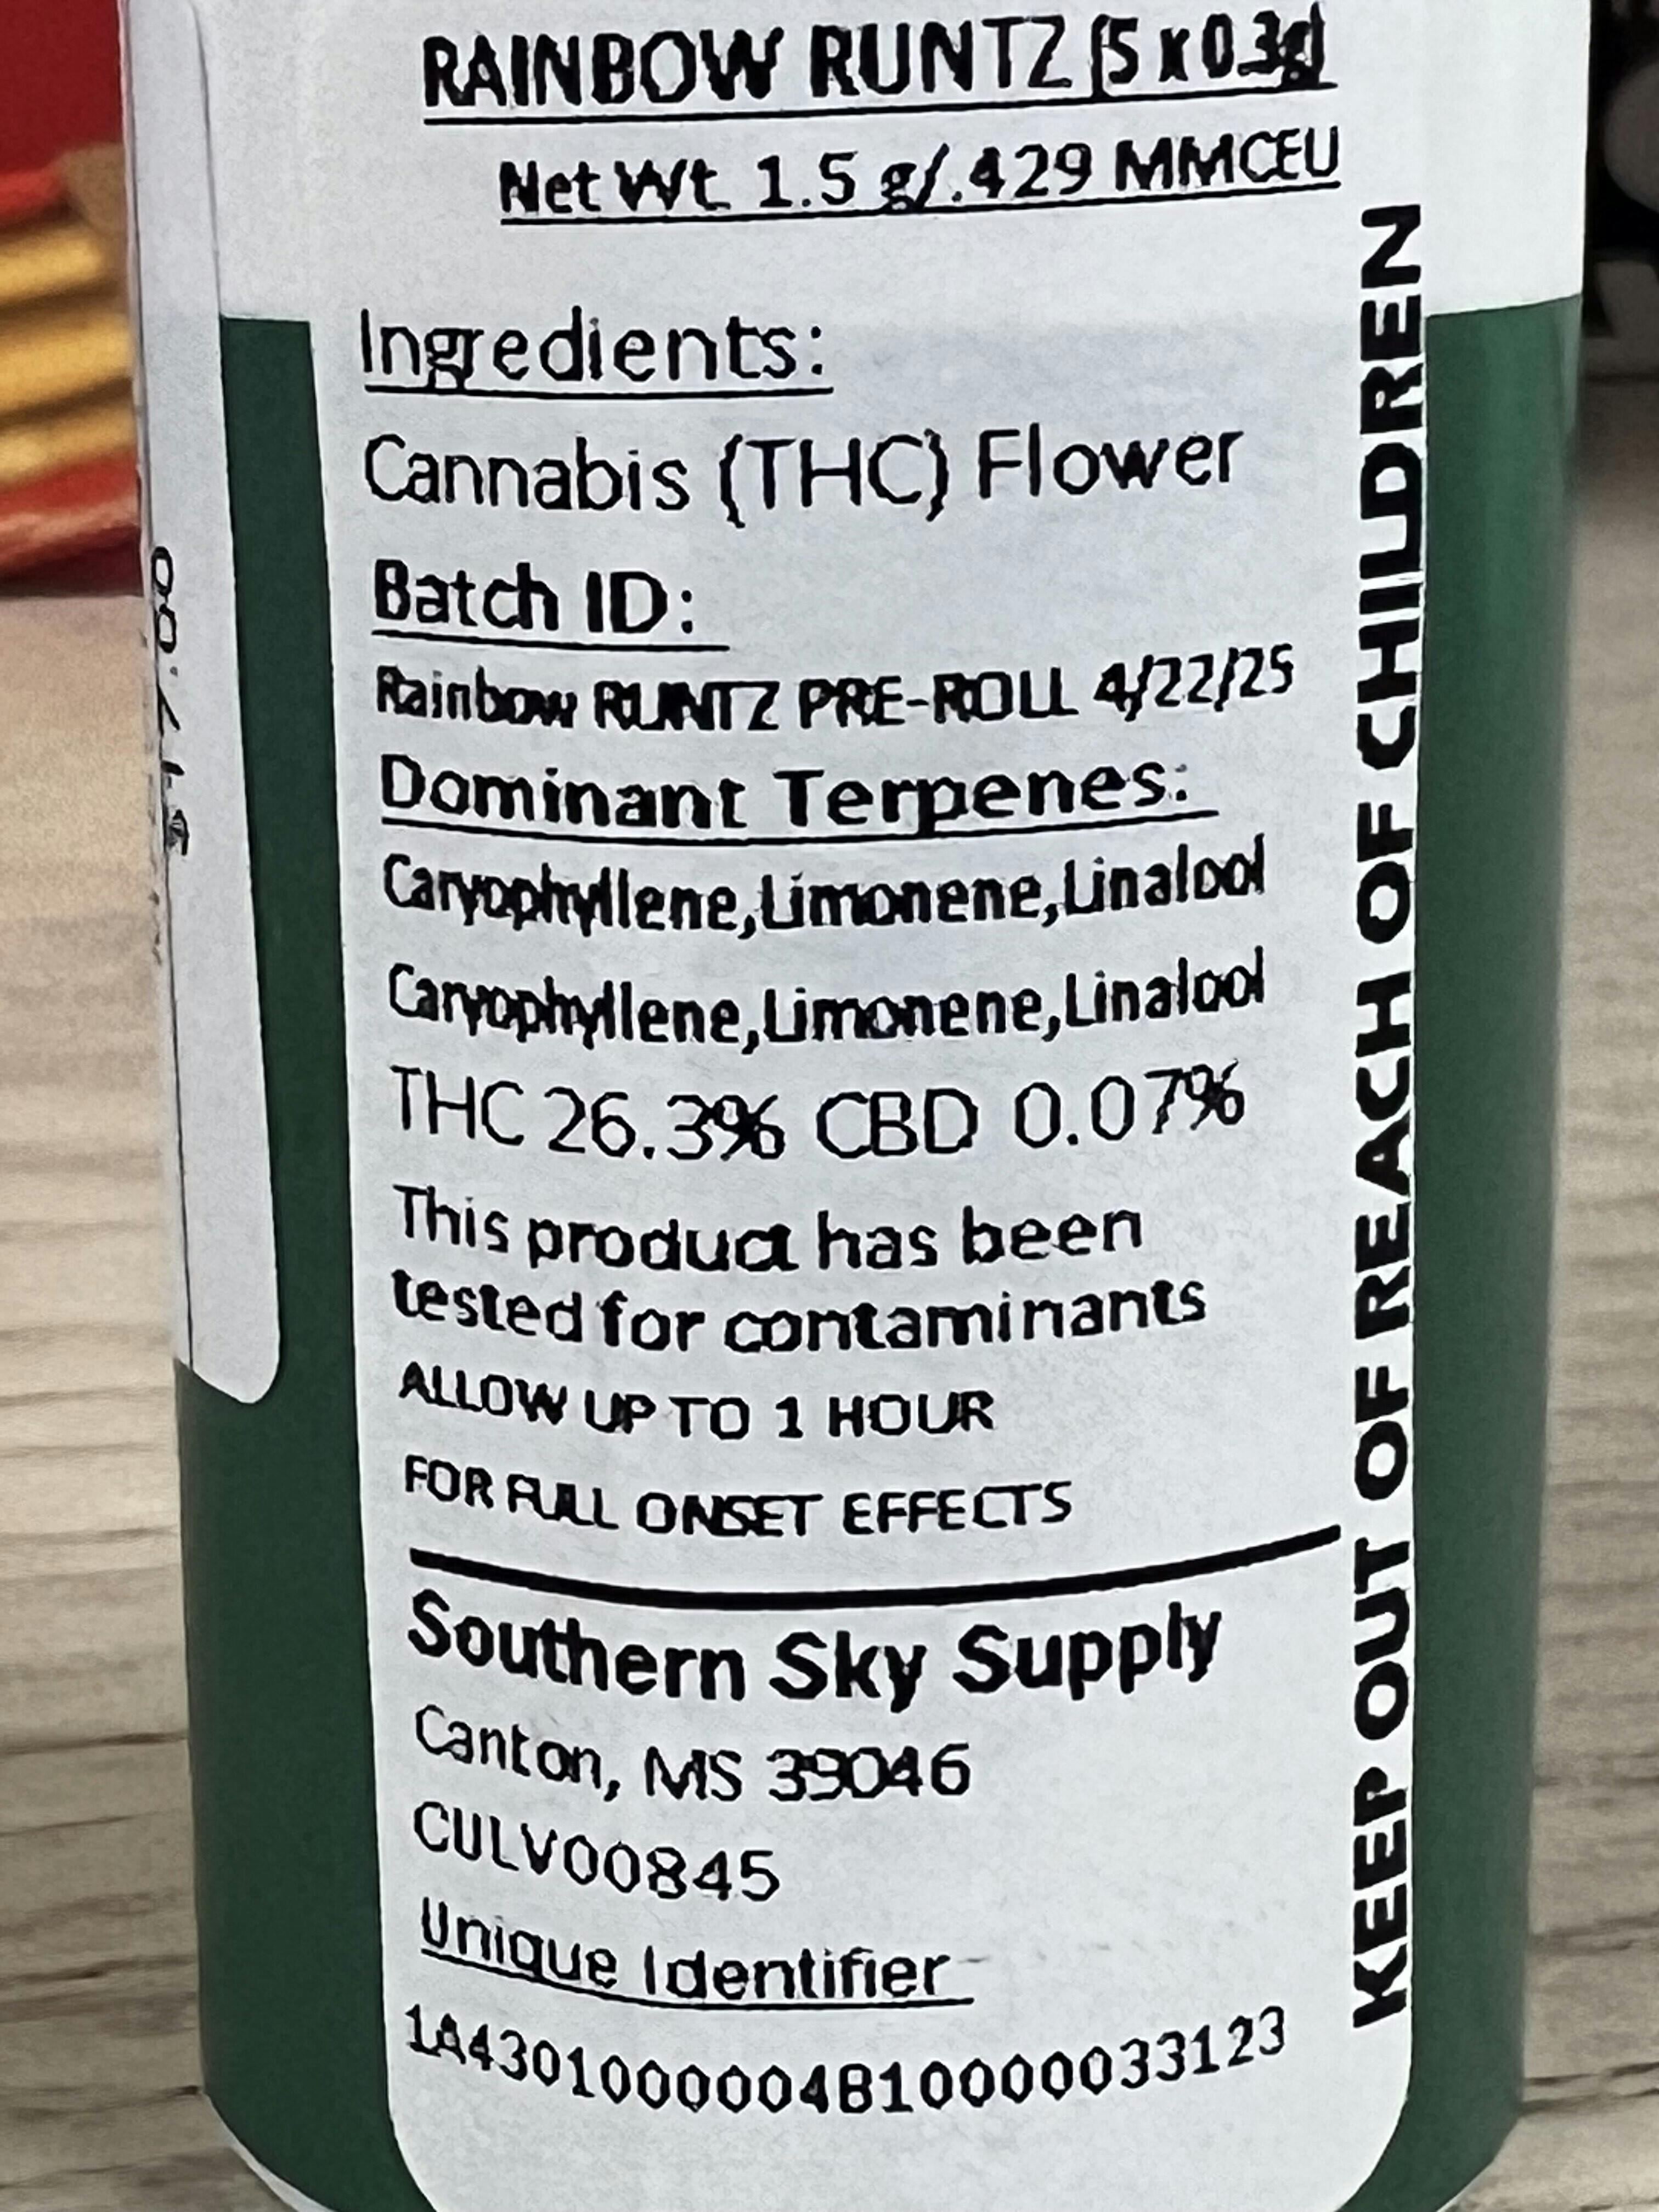 RAINBOW RUNTZ (5 x 0.3g)
Net Wt. 1.5 g/.429 MMCEU
Ingredients:
Cannabis (THC) Flower
Batch ID:
Rainbow RUNTZ PRE-ROLL 4/22/25
Dominant Terpenes:
Caryophyllene,Limonene,Linalool
Caryophyllene,Limonene,Linalool
THC 26.3% CBD 0.07%
This product has been
tested for contaminants
ALLOW UP TO 1 HOUR
FOR FULL ONSET EFFECTS
Southern Sky Supply
Canton, MS 39046
CULV00845
Unique Identifier
1A4301000004B10000033123
KEEP OUT OF REACH OF CHILDREN